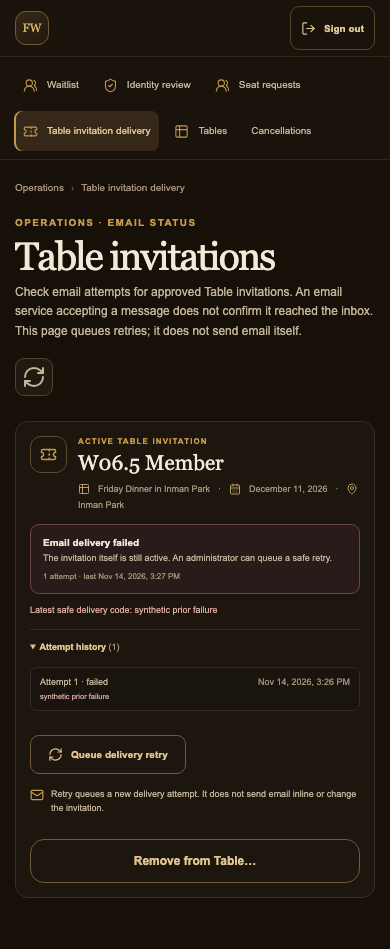 FW
Sign out
Waitlist
Identity review
Seat requests
Table invitation delivery
Tables
Cancellations
Operations › Table invitation delivery
OPERATIONS · EMAIL STATUS
Table invitations
Check email attempts for approved Table invitations. An email
service accepting a message does not confirm it reached the inbox.
This page queues retries; it does not send email itself.
ACTIVE TABLE INVITATION
W06.5 Member
Friday Dinner in Inman Park · December 11, 2026 ·
Inman Park
Email delivery failed
The invitation itself is still active. An administrator can queue a safe retry.
1 attempt · last Nov 14, 2026, 3:27 PM
Latest safe delivery code: synthetic prior failure
▼ Attempt history (1)
Attempt 1 · failed
Nov 14, 2026, 3:26 PM
synthetic prior failure
Queue delivery retry
Retry queues a new delivery attempt. It does not send email inline or change
the invitation.
Remove from Table…